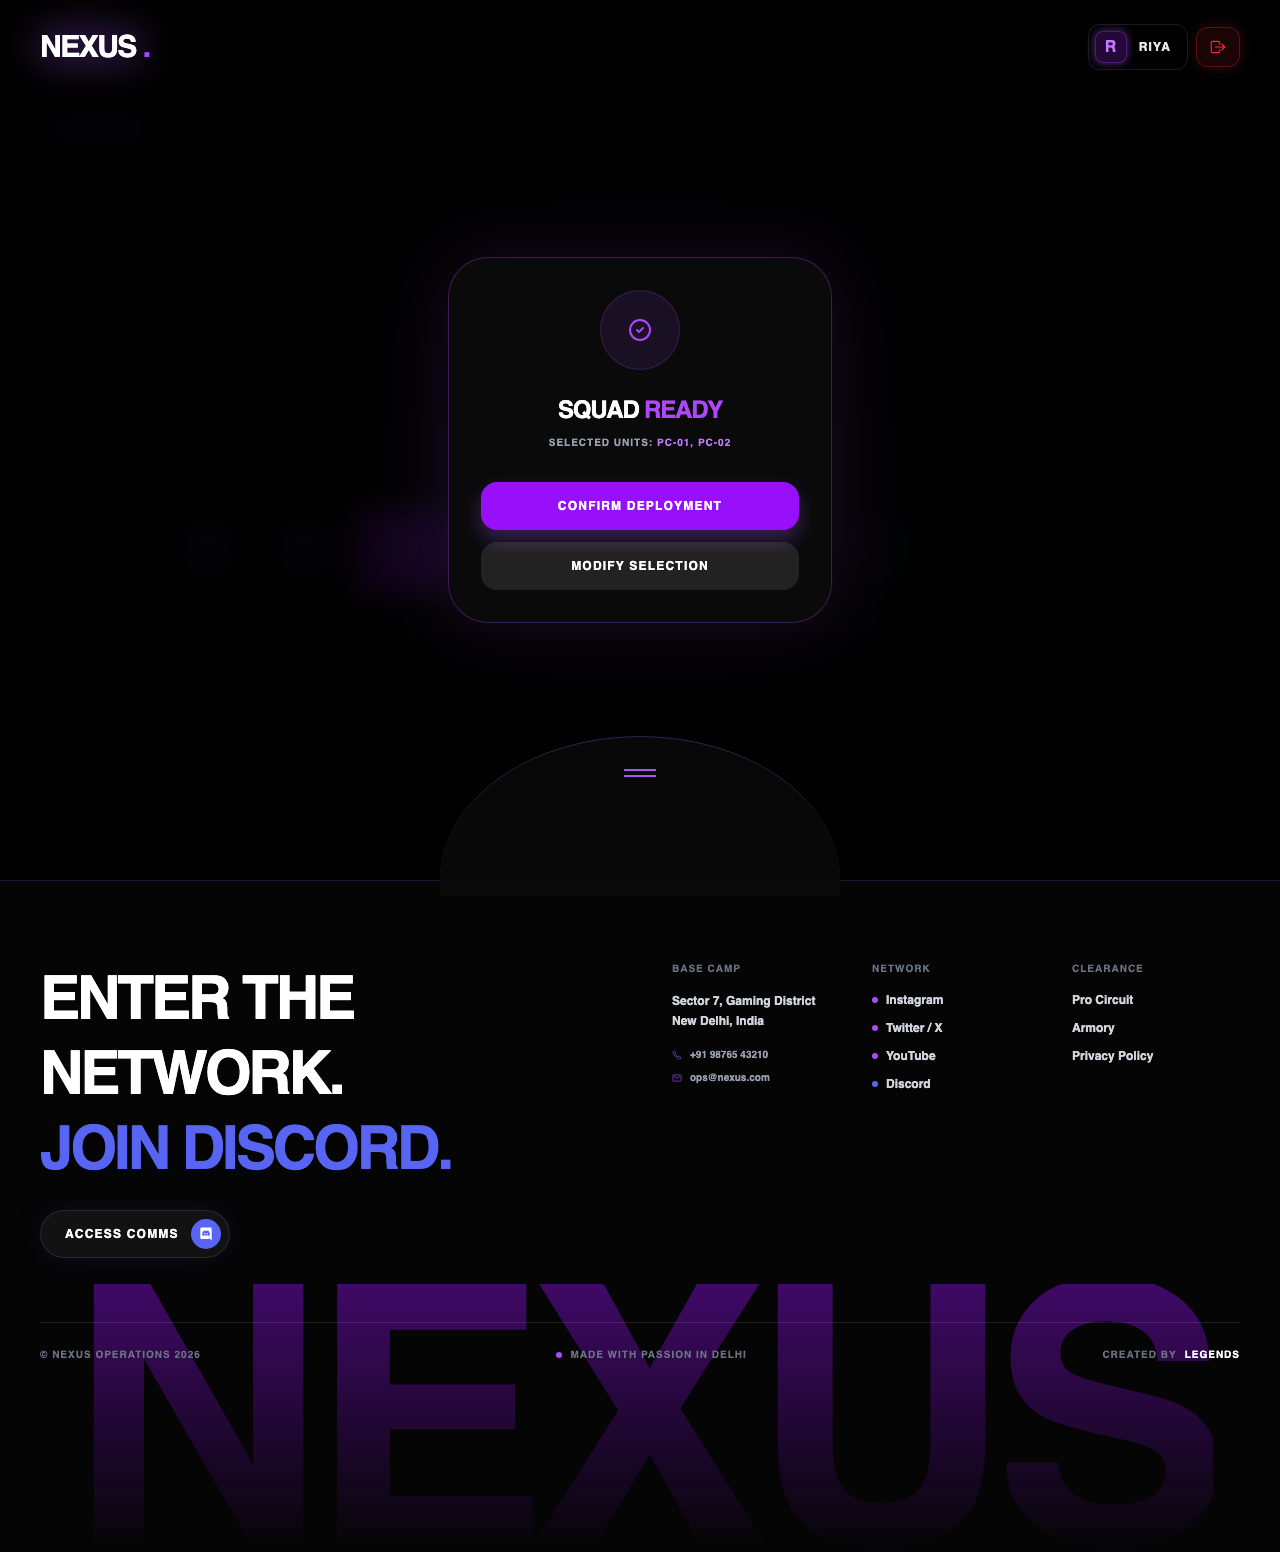 NEXUS .
R RIYA
SQUAD READY
SELECTED UNITS: PC-01, PC-02
CONFIRM DEPLOYMENT
MODIFY SELECTION
ENTER THE
NETWORK.
JOIN DISCORD.
ACCESS COMMS
BASE CAMP
Sector 7, Gaming District
New Delhi, India
+91 98765 43210
ops@nexus.com
NETWORK
Instagram
Twitter / X
YouTube
Discord
CLEARANCE
Pro Circuit
Armory
Privacy Policy
NEXUS
© NEXUS OPERATIONS 2026
MADE WITH PASSION IN DELHI
CREATED BY LEGENDS